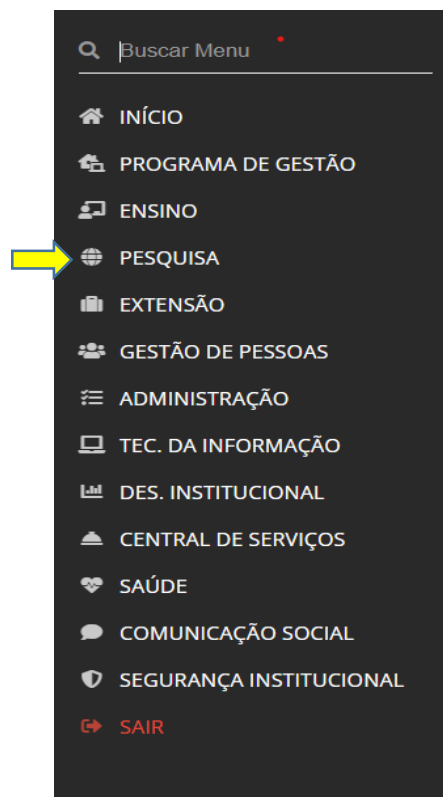 Buscar Menu
INÍCIO
PROGRAMA DE GESTÃO
ENSINO
PESQUISA
EXTENSÃO
GESTÃO DE PESSOAS
ADMINISTRAÇÃO
TEC. DA INFORMAÇÃO
DES. INSTITUCIONAL
CENTRAL DE SERVIÇOS
SAÚDE
COMUNICAÇÃO SOCIAL
SEGURANÇA INSTITUCIONAL
SAIR